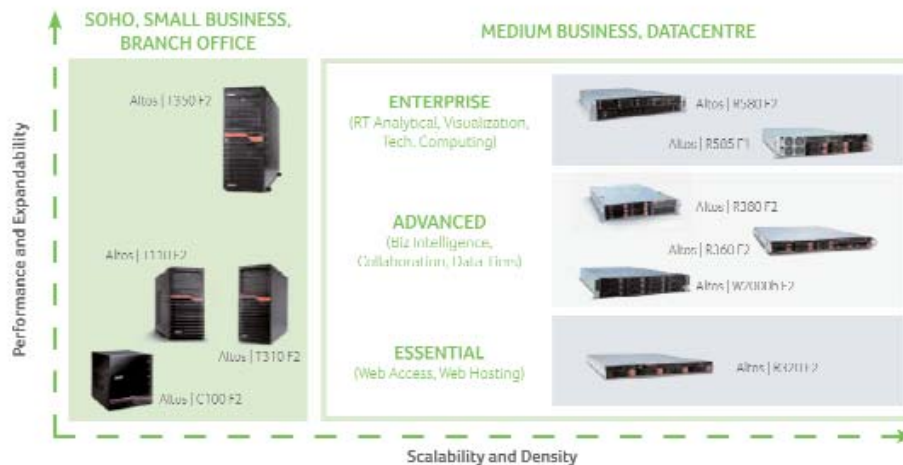 SOHO, SMALL BUSINESS,
BRANCH OFFICE
MEDIUM BUSINESS, DATACENTRE
Altos | T350 F2
ENTERPRISE
(RT Analytical, Visualization,
Tech. Computing)
Altos | R580 F2
Altos | R585 F1
ADVANCED
(Biz Intelligence,
Collaboration, Data Tiers)
Altos | R380 F2
Altos | R360 F2
Altos | W2000h F2
Altos | T110 F2
Altos | T310 F2
Altos | C100 F2
ESSENTIAL
(Web Access, Web Hosting)
Altos | R320 F2
Performance and Expandability
Scalability and Density